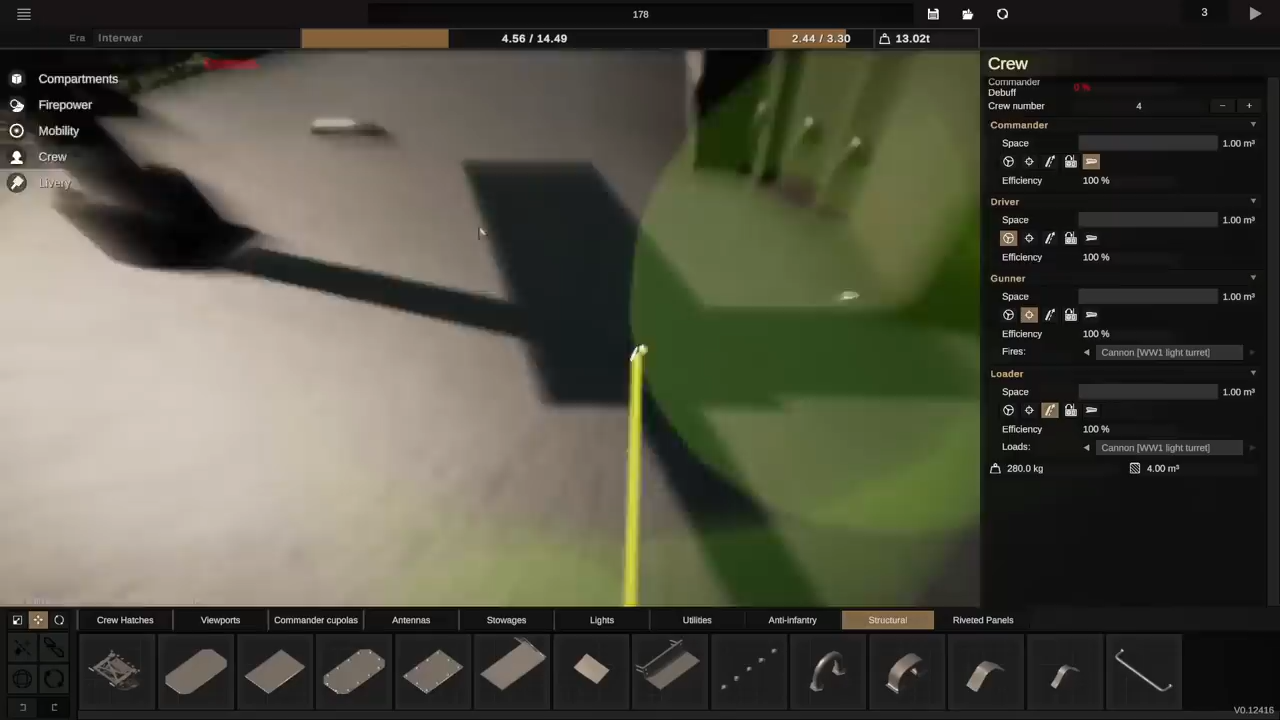 178
3
Era Interwar
4.56 / 14.49
2.44 / 3.30
13.02t
Compartments
Firepower
Mobility
Crew
Livery
Crew
Commander
Debuff
0 %
Crew number 4 − +
Commander
Space 1.00 m³
Efficiency 100 %
Driver
Space 1.00 m³
Efficiency 100 %
Gunner
Space 1.00 m³
Efficiency 100 %
Fires: Cannon [WW1 light turret]
Loader
Space 1.00 m³
Efficiency 100 %
Loads: Cannon [WW1 light turret]
280.0 kg 4.00 m³
Crew Hatches
Viewports
Commander cupolas
Antennas
Stowages
Lights
Utilities
Anti-infantry
Structural
Riveted Panels
V0.12416